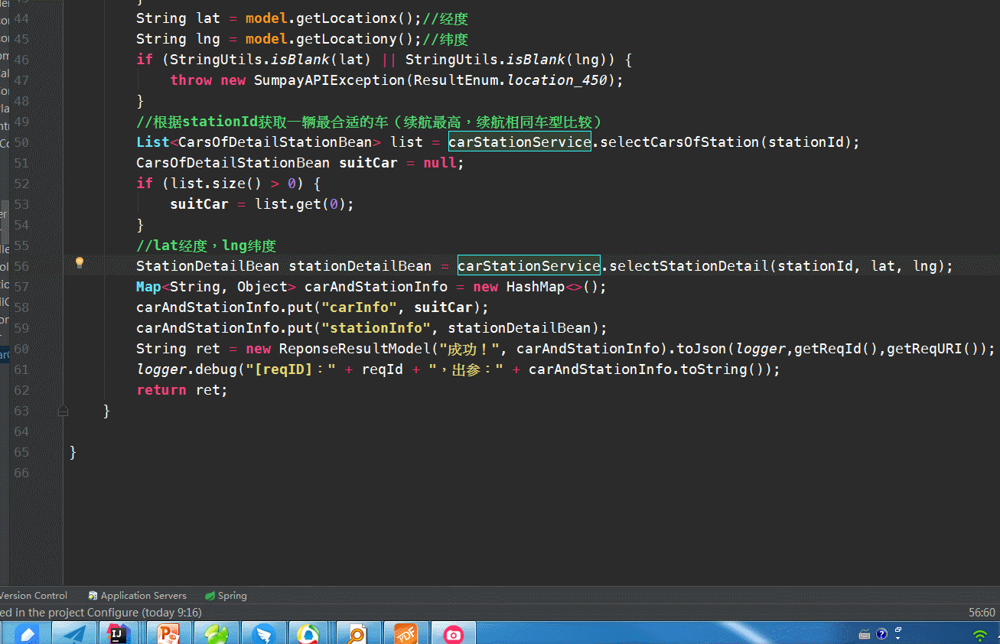 44 String lat = model.getLocationx();//经度
45 String lng = model.getLocationy();//纬度
46 if (StringUtils.isBlank(lat) || StringUtils.isBlank(lng)) {
47 throw new SumpayAPIException(ResultEnum.location_450);
48 }
49 //根据stationId获取一辆最合适的车（续航最高，续航相同车型比较）
50 List<CarsOfDetailStationBean> list = carStationService.selectCarsOfStation(stationId);
51 CarsOfDetailStationBean suitCar = null;
52 if (list.size() > 0) {
53 suitCar = list.get(0);
54 }
55 //lat经度，lng纬度
56 StationDetailBean stationDetailBean = carStationService.selectStationDetail(stationId, lat, lng);
57 Map<String, Object> carAndStationInfo = new HashMap<>();
58 carAndStationInfo.put("carInfo", suitCar);
59 carAndStationInfo.put("stationInfo", stationDetailBean);
60 String ret = new ReponseResultModel("成功！", carAndStationInfo).toJson(logger,getReqId(),getReqURI());
61 logger.debug("[reqID]：" + reqId + "，出参：" + carAndStationInfo.toString());
62 return ret;
63 }
64
65 }
66
Version Control Application Servers Spring
ed in the project Configure (today 9:16) 56:60
IJ P PDF ?